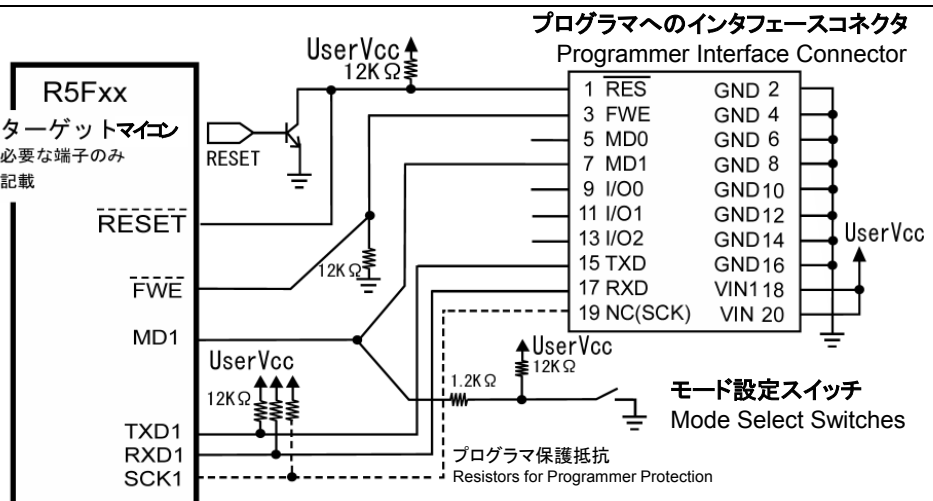 プログラマへのインタフェースコネクタ
Programmer Interface Connector
R5Fxx
ターゲットマイコン
必要な端子のみ
記載
UserVcc
12KΩ
RESET
1 RES GND 2
3 FWE GND 4
5 MD0 GND 6
7 MD1 GND 8
9 I/O0 GND10
11 I/O1 GND12
13 I/O2 GND14
15 TXD GND16
17 RXD VIN118
19 NC(SCK) VIN 20
UserVcc
RESET
12KΩ
FWE
MD1
UserVcc
12KΩ
1.2KΩ
UserVcc
12KΩ
モード設定スイッチ
Mode Select Switches
TXD1
RXD1
SCK1
プログラマ保護抵抗
Resistors for Programmer Protection